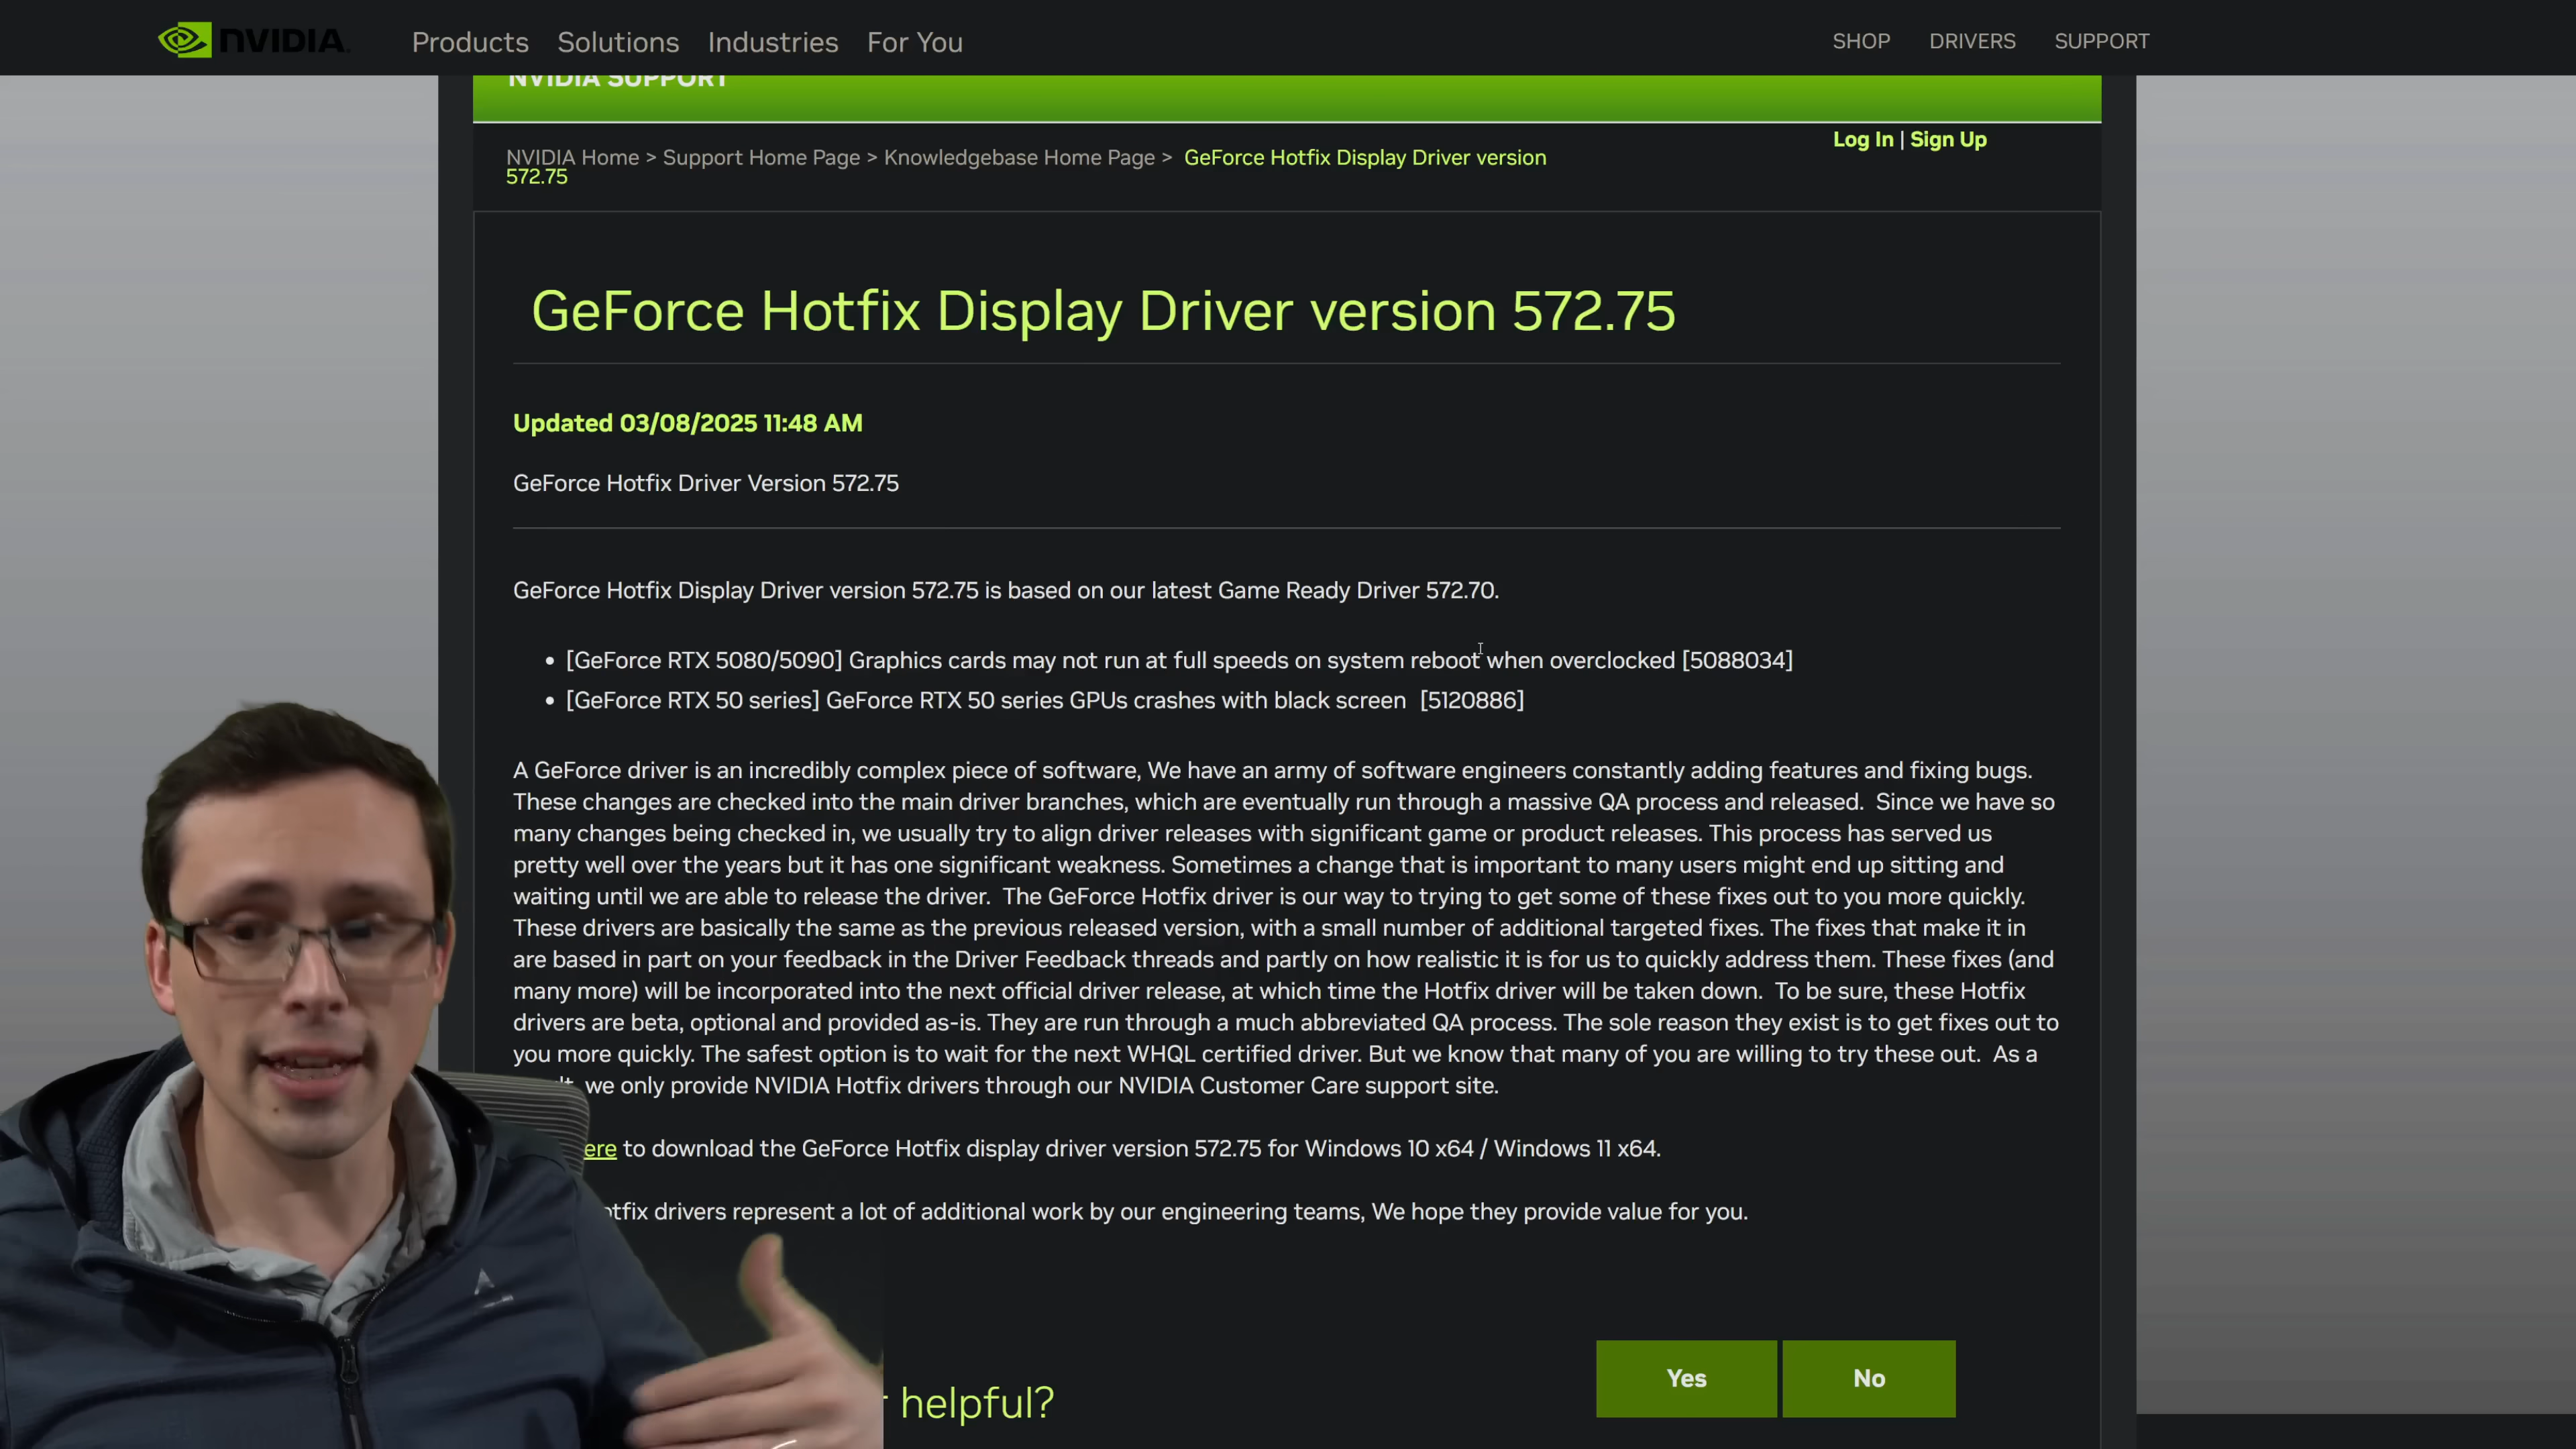 NVIDIA.
Products Solutions Industries For You
SHOP DRIVERS SUPPORT
NVIDIA SUPPORT
Log In | Sign Up
NVIDIA Home > Support Home Page > Knowledgebase Home Page > GeForce Hotfix Display Driver version
572.75
GeForce Hotfix Display Driver version 572.75
Updated 03/08/2025 11:48 AM
GeForce Hotfix Driver Version 572.75
GeForce Hotfix Display Driver version 572.75 is based on our latest Game Ready Driver 572.70.
• [GeForce RTX 5080/5090] Graphics cards may not run at full speeds on system reboot when overclocked [5088034]
• [GeForce RTX 50 series] GeForce RTX 50 series GPUs crashes with black screen [5120886]
A GeForce driver is an incredibly complex piece of software, We have an army of software engineers constantly adding features and fixing bugs.
These changes are checked into the main driver branches, which are eventually run through a massive QA process and released. Since we have so
many changes being checked in, we usually try to align driver releases with significant game or product releases. This process has served us
pretty well over the years but it has one significant weakness. Sometimes a change that is important to many users might end up sitting and
waiting until we are able to release the driver. The GeForce Hotfix driver is our way to trying to get some of these fixes out to you more quickly.
These drivers are basically the same as the previous released version, with a small number of additional targeted fixes. The fixes that make it in
are based in part on your feedback in the Driver Feedback threads and partly on how realistic it is for us to quickly address them. These fixes (and
many more) will be incorporated into the next official driver release, at which time the Hotfix driver will be taken down. To be sure, these Hotfix
drivers are beta, optional and provided as-is. They are run through a much abbreviated QA process. The sole reason they exist is to get fixes out to
you more quickly. The safest option is to wait for the next WHQL certified driver. But we know that many of you are willing to try these out. As a
we only provide NVIDIA Hotfix drivers through our NVIDIA Customer Care support site.
ere to download the GeForce Hotfix display driver version 572.75 for Windows 10 x64 / Windows 11 x64.
otfix drivers represent a lot of additional work by our engineering teams, We hope they provide value for you.
helpful?
Yes
No